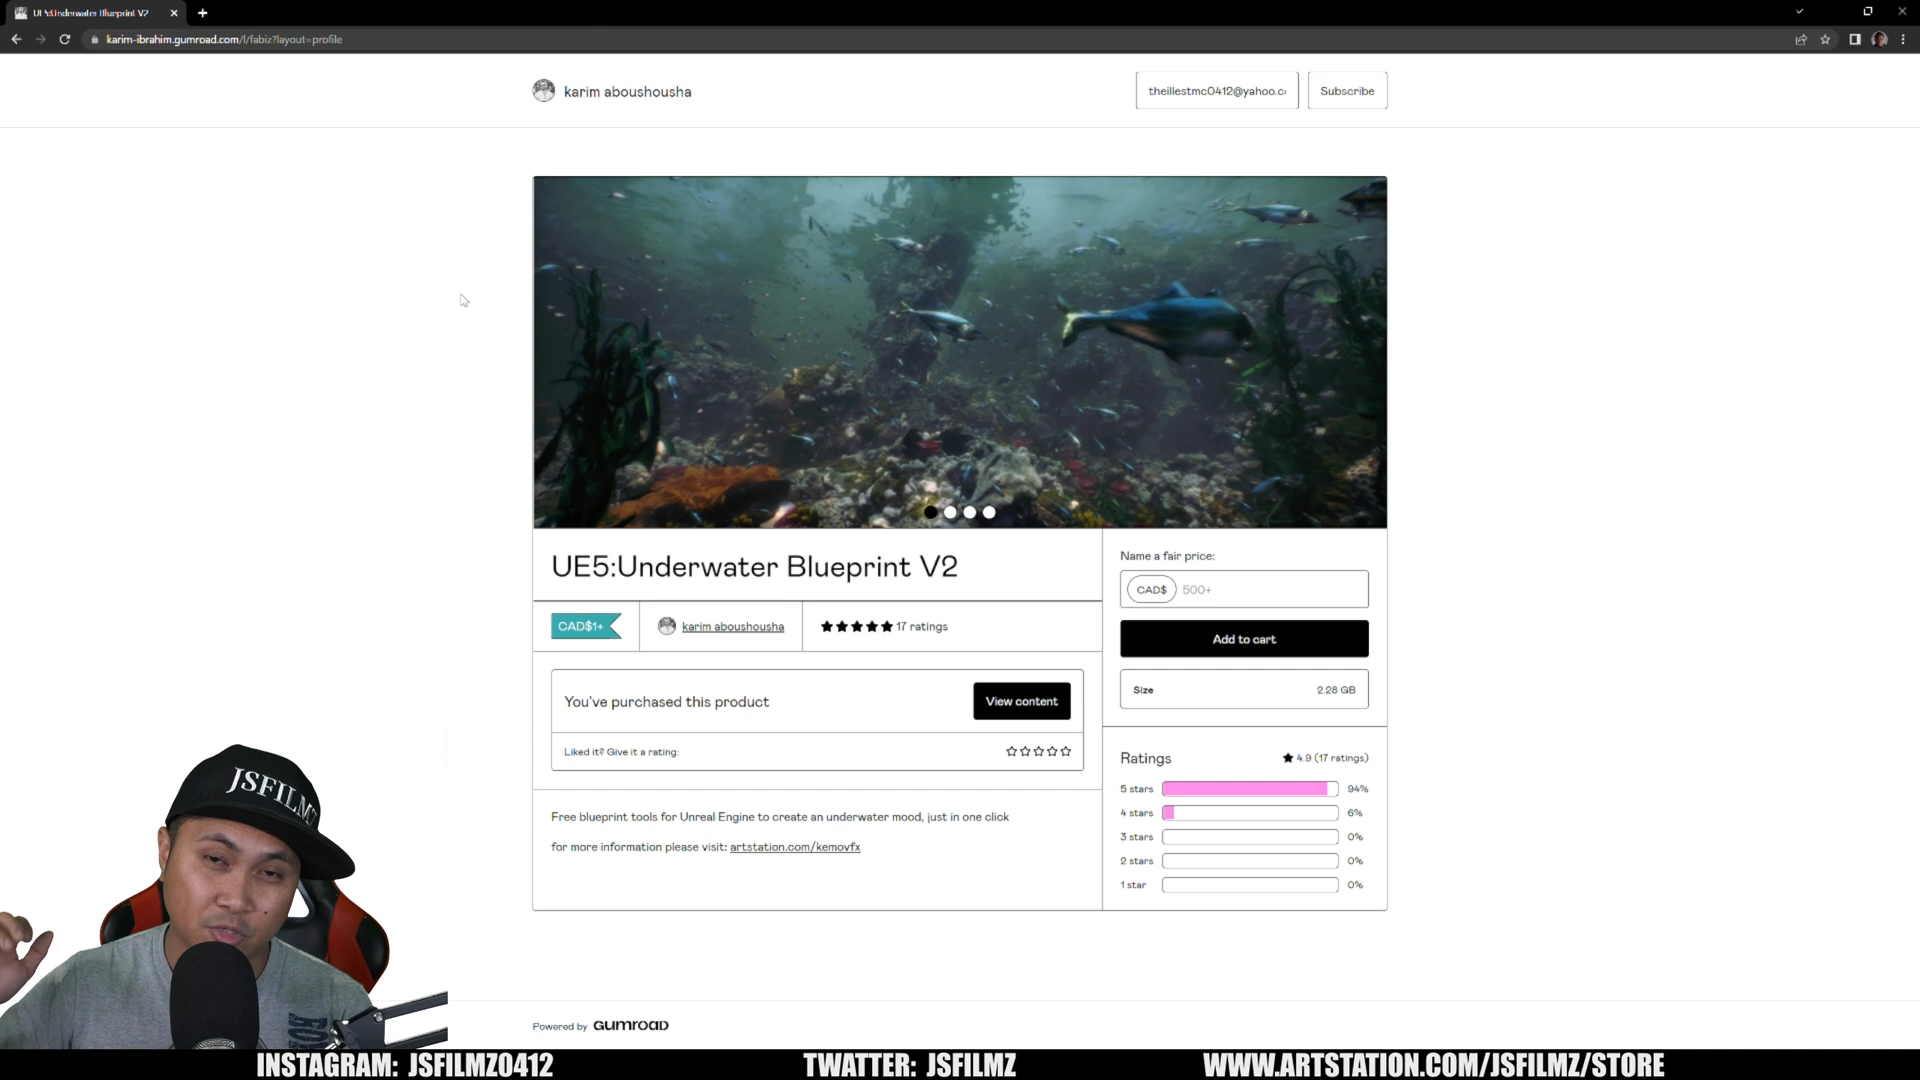 UE5:Underwater Blueprint V2
karim-ibrahim.gumroad.com/l/fabiz?layout=profile
karim aboushousha
theillestmc0412@yahoo.c
Subscribe
UE5:Underwater Blueprint V2
CAD$1+
karim aboushousha
17 ratings
You've purchased this product
View content
Liked it? Give it a rating:
Free blueprint tools for Unreal Engine to create an underwater mood, just in one click
for more information please visit: artstation.com/kemovfx
Name a fair price:
CAD$ 500+
Add to cart
Size 2.28 GB
Ratings
4.9 (17 ratings)
5 stars 94%
4 stars 6%
3 stars 0%
2 stars 0%
1 star 0%
JSFILMZ
Powered by GUMROAD
INSTAGRAM: JSFILMZ0412
TWATTER: JSFILMZ
WWW.ARTSTATION.COM/JSFILMZ/STORE